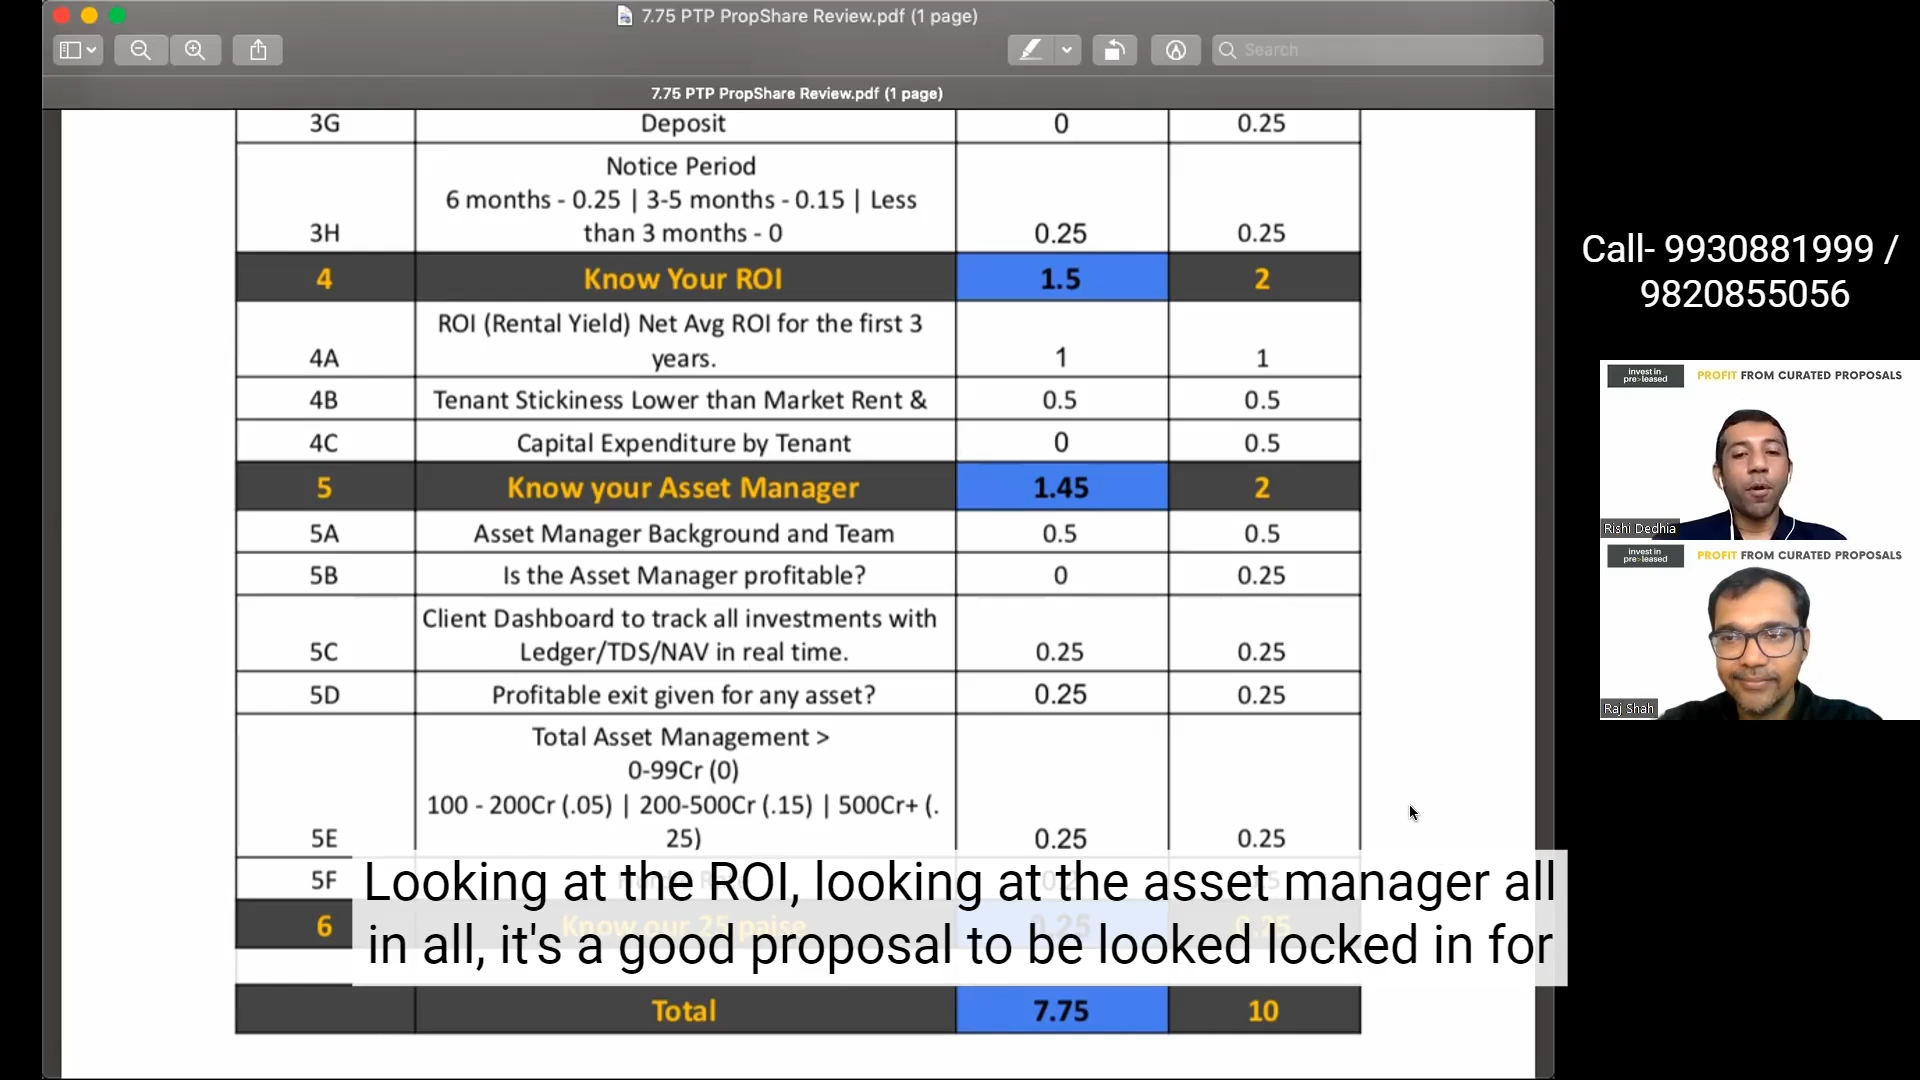 7.75 PTP PropShare Review.pdf (1 page)
Search
7.75 PTP PropShare Review.pdf (1 page)
3G Deposit 0 0.25
Notice Period
6 months - 0.25 | 3-5 months - 0.15 | Less
3H than 3 months - 0 0.25 0.25
4 Know Your ROI 1.5 2
ROI (Rental Yield) Net Avg ROI for the first 3
4A years. 1 1
4B Tenant Stickiness Lower than Market Rent & 0.5 0.5
4C Capital Expenditure by Tenant 0 0.5
5 Know your Asset Manager 1.45 2
5A Asset Manager Background and Team 0.5 0.5
5B Is the Asset Manager profitable? 0 0.25
Client Dashboard to track all investments with
5C Ledger/TDS/NAV in real time. 0.25 0.25
5D Profitable exit given for any asset? 0.25 0.25
Total Asset Management >
0-99Cr (0)
100 - 200Cr (.05) | 200-500Cr (.15) | 500Cr+ (.
5E 25) 0.25 0.25
5F
6 Know our 25 paise 0.25 0.25
Total 7.75 10
Looking at the ROI, looking at the asset manager all
in all, it's a good proposal to be looked locked in for
Call- 9930881999 /
9820855056
invest in
pre>leased
PROFIT FROM CURATED PROPOSALS
Rishi Dedhia
invest in
pre>leased
PROFIT FROM CURATED PROPOSALS
Raj Shah